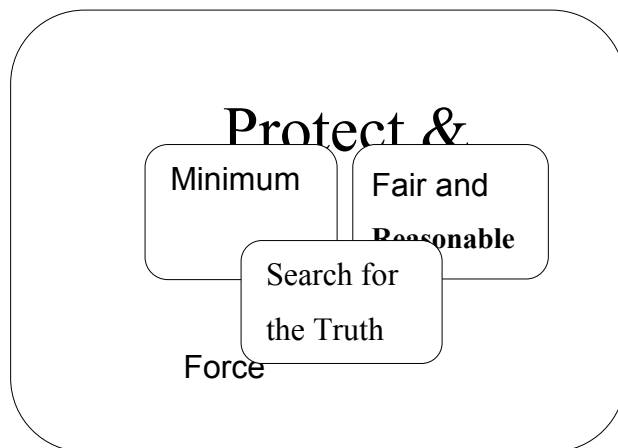 Protect &
Minimum
Fair and
Reasonable
Search for
the Truth
Force